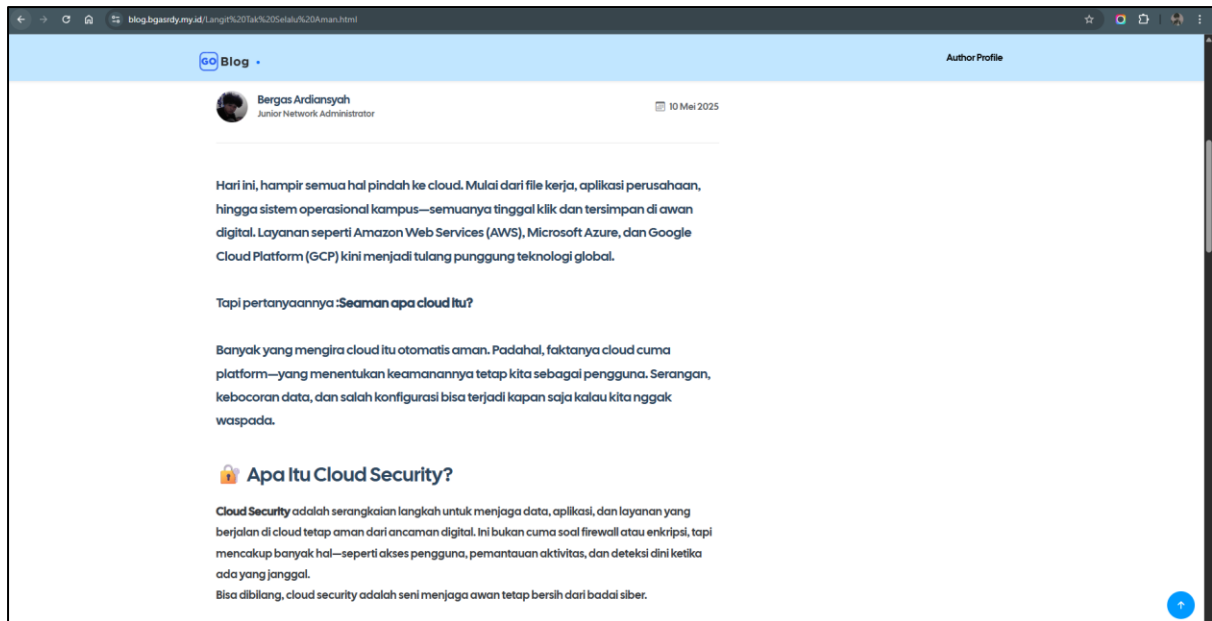 blog.bgasrdy.my.id/Langit%20Tak%20Selalu%20Aman.html
GO Blog
Author Profile
Bergas Ardiansyah
Junior Network Administrator
10 Mei 2025
Hari ini, hampir semua hal pindah ke cloud. Mulai dari file kerja, aplikasi perusahaan,
hingga sistem operasional kampus—semuanya tinggal klik dan tersimpan di awan
digital. Layanan seperti Amazon Web Services (AWS), Microsoft Azure, dan Google
Cloud Platform (GCP) kini menjadi tulang punggung teknologi global.
Tapi pertanyaannya :Seaman apa cloud itu?
Banyak yang mengira cloud itu otomatis aman. Padahal, faktanya cloud cuma
platform—yang menentukan keamanannya tetap kita sebagai pengguna. Serangan,
kebocoran data, dan salah konfigurasi bisa terjadi kapan saja kalau kita nggak
waspada.
🔐 Apa Itu Cloud Security?
Cloud Security adalah serangkaian langkah untuk menjaga data, aplikasi, dan layanan yang
berjalan di cloud tetap aman dari ancaman digital. Ini bukan cuma soal firewall atau enkripsi, tapi
mencakup banyak hal—seperti akses pengguna, pemantauan aktivitas, dan deteksi dini ketika
ada yang janggal.
Bisa dibilang, cloud security adalah seni menjaga awan tetap bersih dari badai siber.